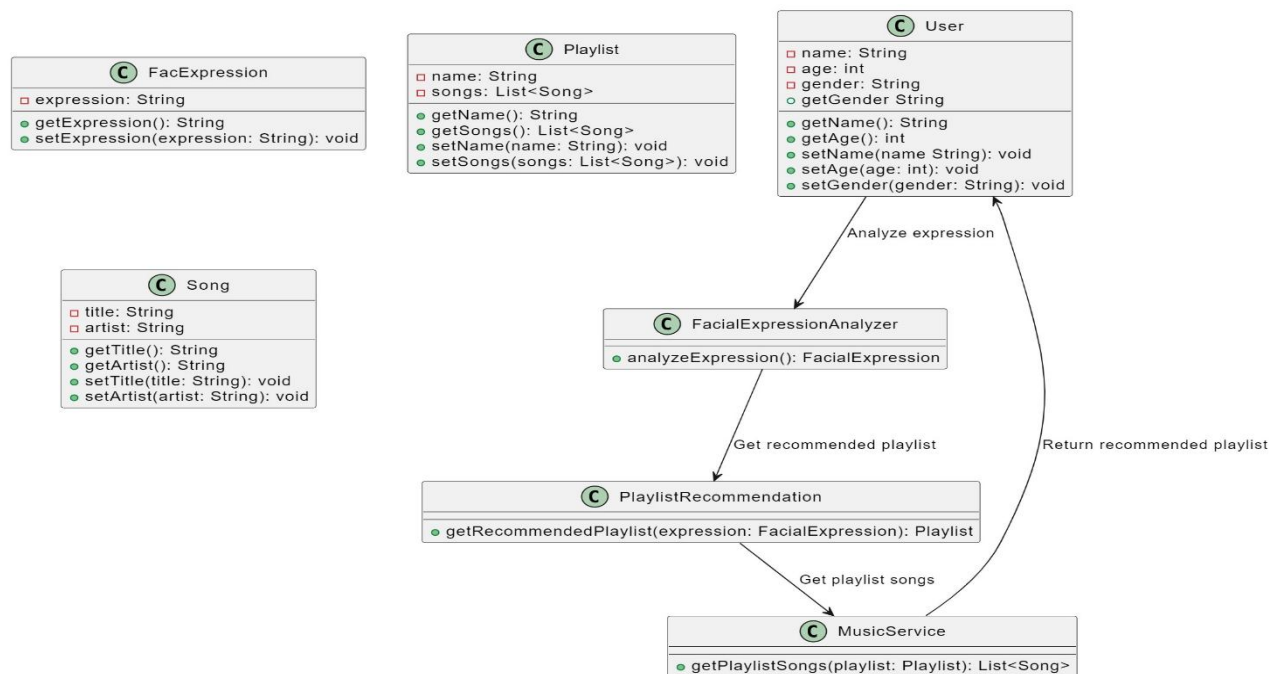 C FacExpression
expression: String
getExpression(): String
setExpression(expression: String): void
C Playlist
name: String
songs: List<Song>
getName(): String
getSongs(): List<Song>
setName(name: String): void
setSongs(songs: List<Song>): void
C User
name: String
age: int
gender: String
getGender String
getName(): String
getAge(): int
setName(name String): void
setAge(age: int): void
setGender(gender: String): void
Analyze expression
C Song
title: String
artist: String
getTitle(): String
getArtist(): String
setTitle(title: String): void
setArtist(artist: String): void
C FacialExpressionAnalyzer
analyzeExpression(): FacialExpression
Get recommended playlist
Return recommended playlist
C PlaylistRecommendation
getRecommendedPlaylist(expression: FacialExpression): Playlist
Get playlist songs
C MusicService
getPlaylistSongs(playlist: Playlist): List<Song>